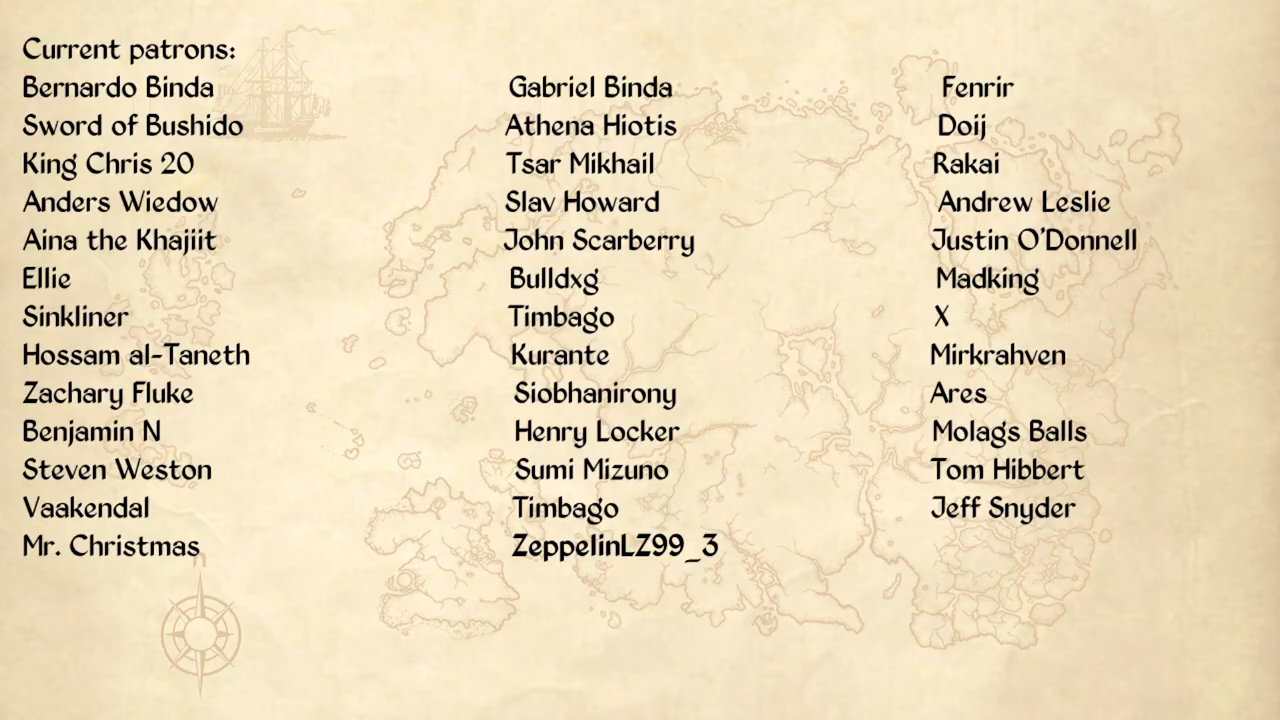 Current patrons:
Bernardo Binda
Sword of Bushido
King Chris 20
Anders Wiedow
Aina the Khajiit
Ellie
Sinkliner
Hossam al-Taneth
Zachary Fluke
Benjamin N
Steven Weston
Vaakendal
Mr. Christmas
Gabriel Binda
Athena Hiotis
Tsar Mikhail
Slav Howard
John Scarberry
Bulldxg
Timbago
Kurante
Siobhanirony
Henry Locker
Sumi Mizuno
Timbago
ZeppelinLZ99_3
Fenrir
Doij
Rakai
Andrew Leslie
Justin O'Donnell
Madking
X
Mirkrahven
Ares
Molags Balls
Tom Hibbert
Jeff Snyder